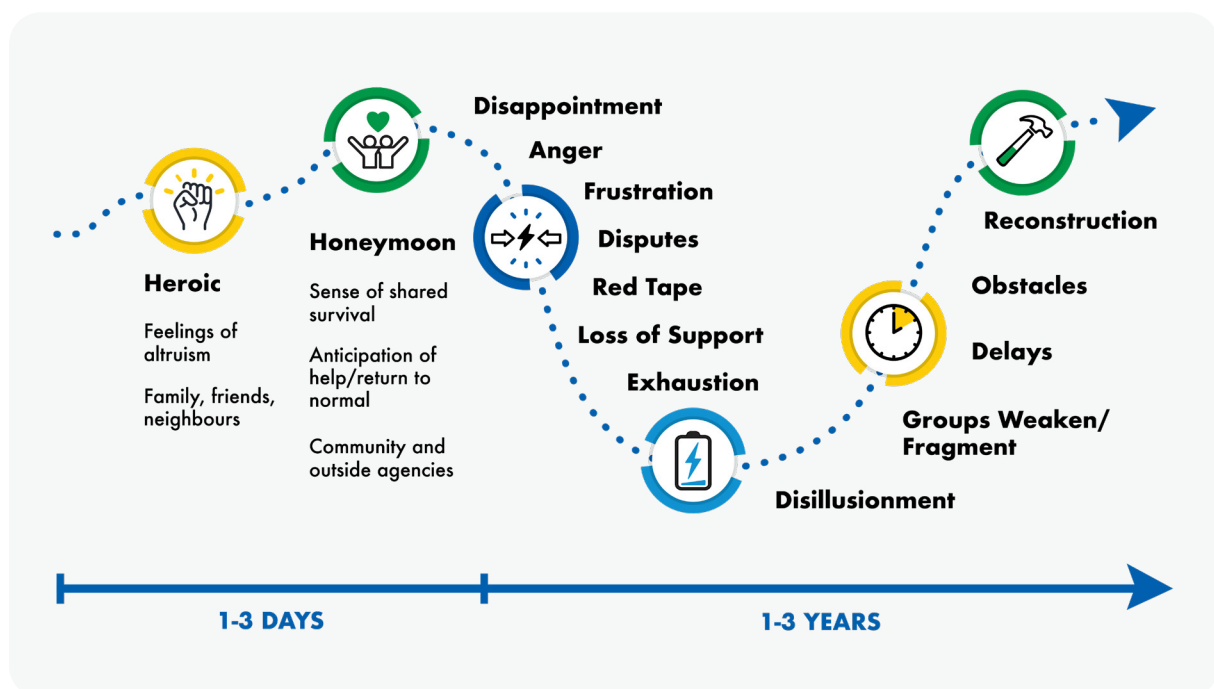 Heroic
Feelings of
altruism
Family, friends,
neighbours
Honeymoon
Sense of shared
survival
Anticipation of
help/return to
normal
Community and
outside agencies
Disappointment
Anger
Frustration
Disputes
Red Tape
Loss of Support
Exhaustion
Disillusionment
Groups Weaken/
Fragment
Delays
Obstacles
Reconstruction
1-3 DAYS
1-3 YEARS